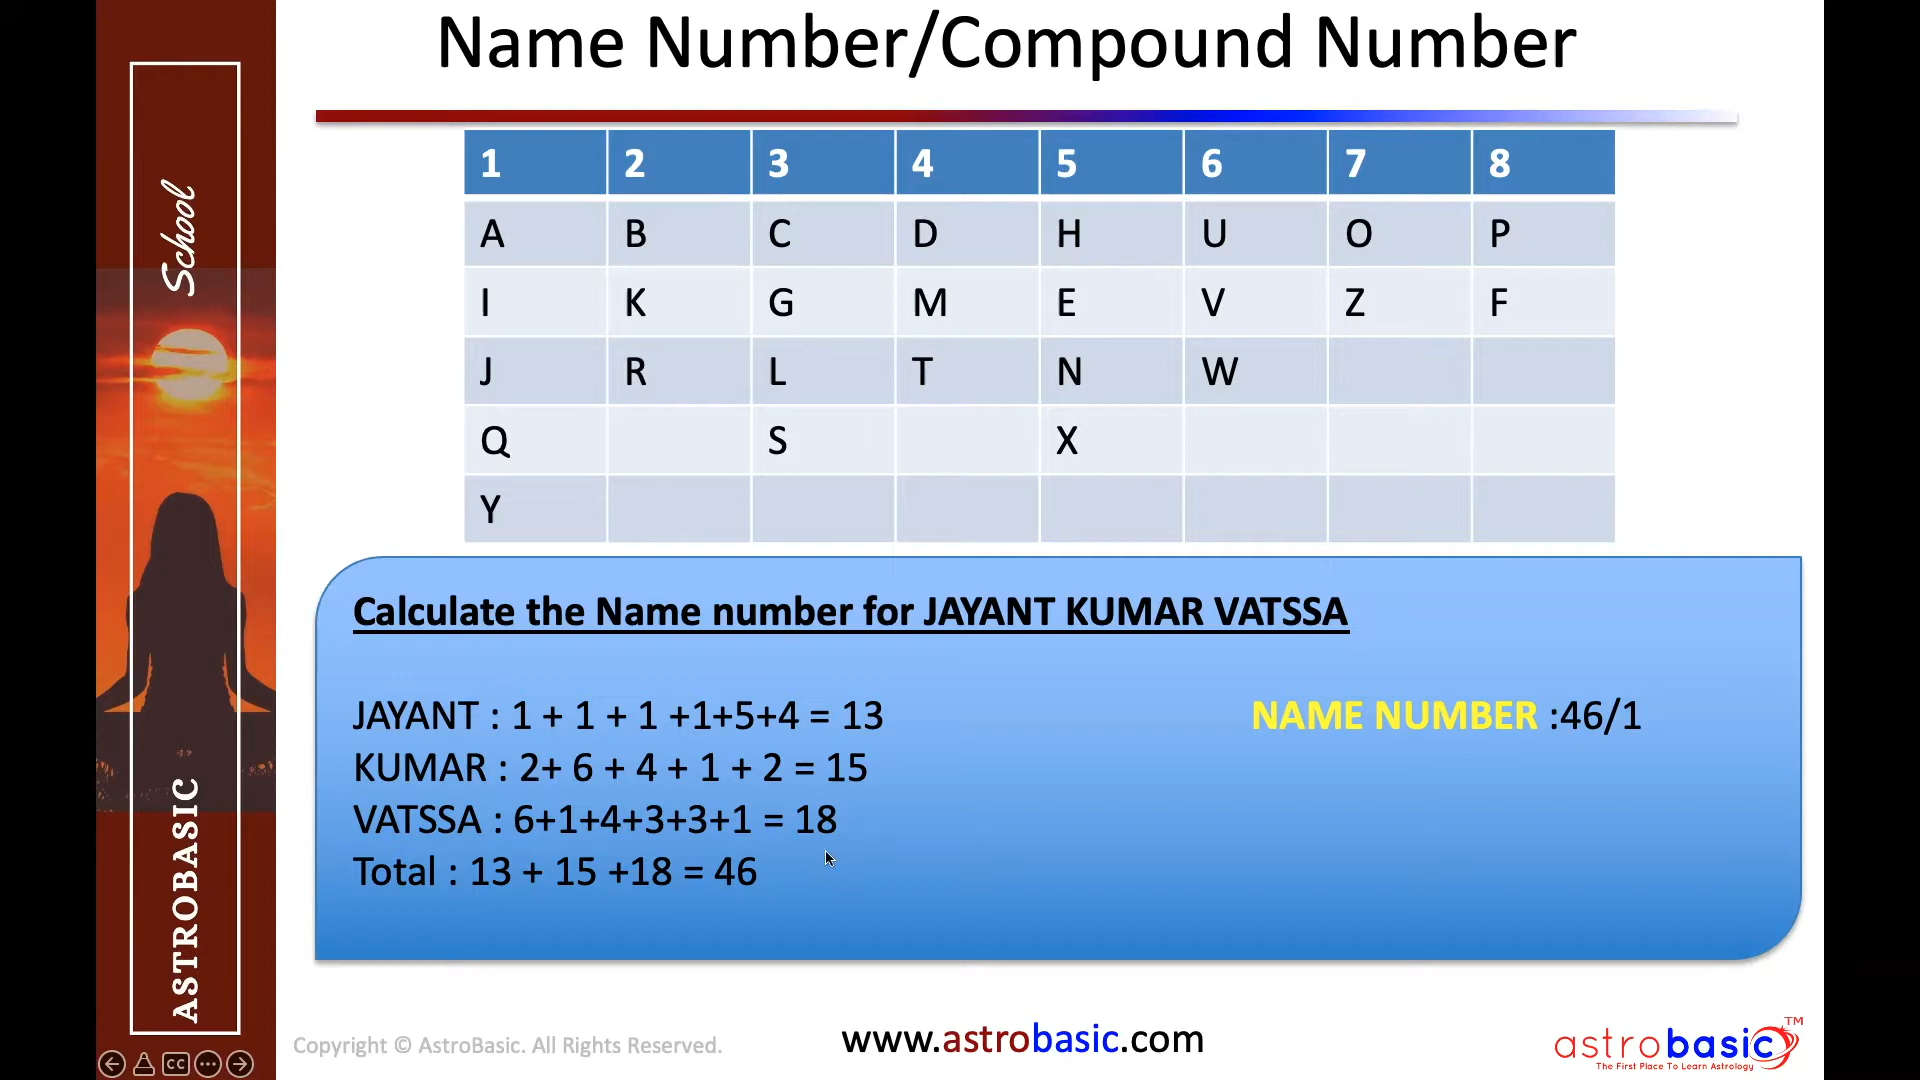 Name Number/Compound Number
School
ASTROBASIC
1 2 3 4 5 6 7 8
A B C D H U O P
I K G M E V Z F
J R L T N W
Q S X
Y
Calculate the Name number for JAYANT KUMAR VATSSA
JAYANT : 1 + 1 + 1 +1+5+4 = 13
NAME NUMBER :46/1
KUMAR : 2+ 6 + 4 + 1 + 2 = 15
VATSSA : 6+1+4+3+3+1 = 18
Total : 13 + 15 +18 = 46
CC
Copyright © AstroBasic. All Rights Reserved.
www.astrobasic.com
astrobasic TM
The First Place To Learn Astrology